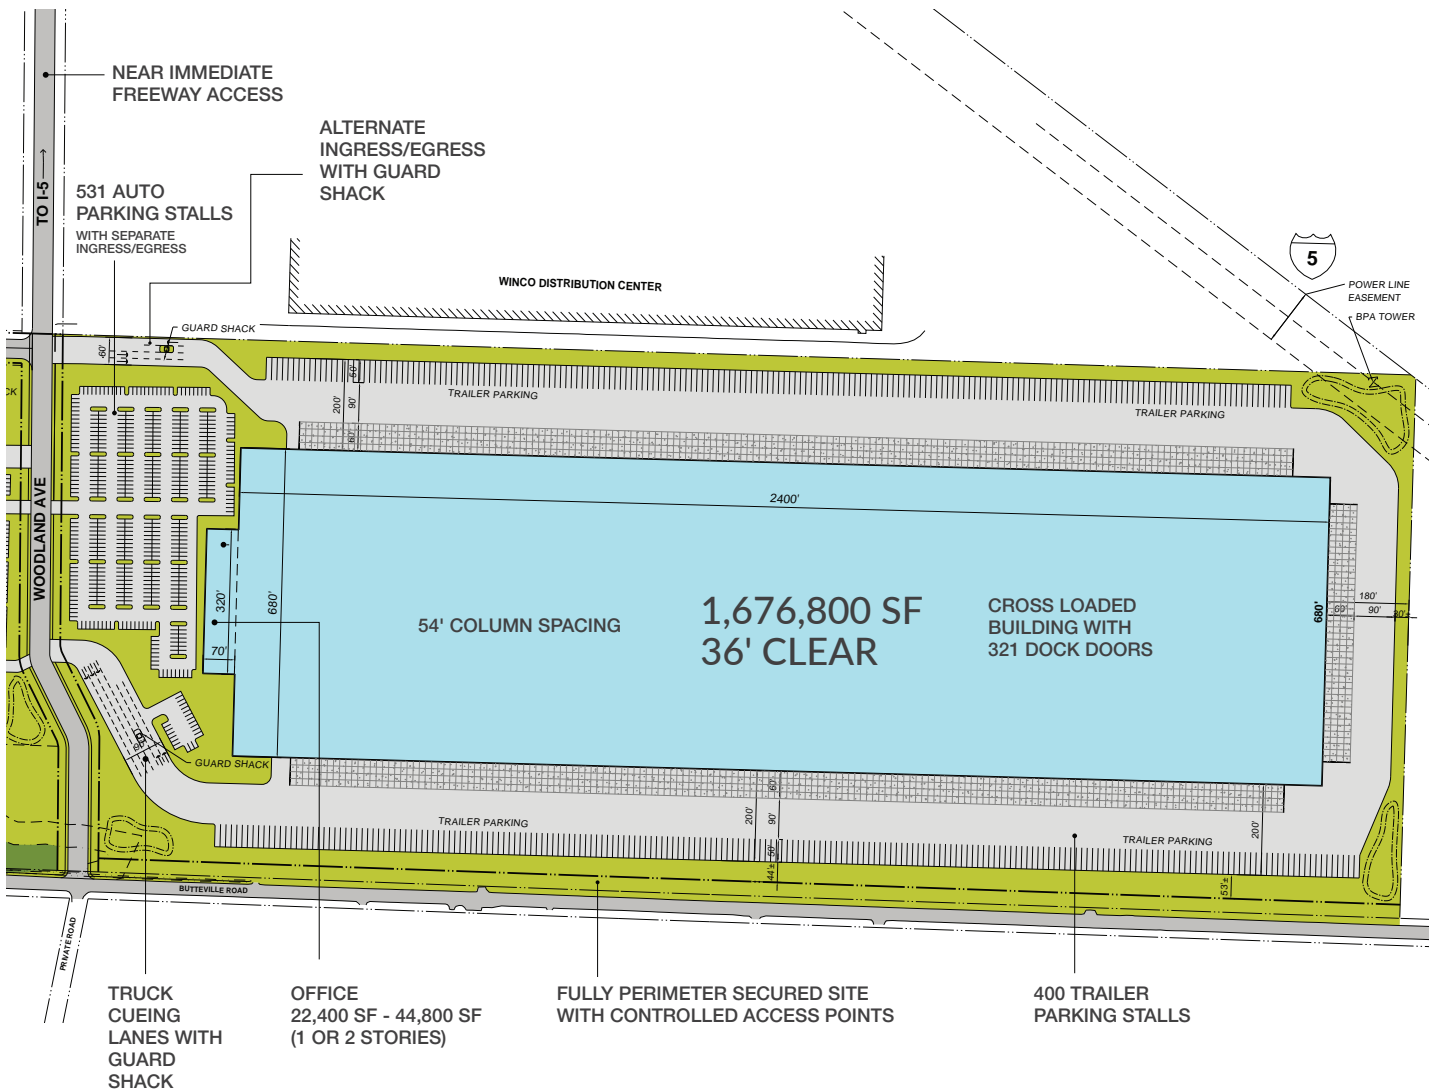 NEAR IMMEDIATE
FREEWAY ACCESS
ALTERNATE
INGRESS/EGRESS
WITH GUARD
SHACK
TO I-5
531 AUTO
PARKING STALLS
WITH SEPARATE
INGRESS/EGRESS
WINCO DISTRIBUTION CENTER
5
POWER LINE
EASEMENT
BPA TOWER
GUARD SHACK
60'
50'
200'
90'
60'
TRAILER PARKING
TRAILER PARKING
CK
WOODLAND AVE
2400'
320'
680'
70'
54' COLUMN SPACING
1,676,800 SF
36' CLEAR
CROSS LOADED
BUILDING WITH
321 DOCK DOORS
680'
180'
60'
90'
30'±
GUARD SHACK
90'
TRAILER PARKING
200'
60'
90'
50'
44'±
TRAILER PARKING
200'
53'±
BUTTEVILLE ROAD
PRIVATE ROAD
TRUCK
CUEING
LANES WITH
GUARD
SHACK
OFFICE
22,400 SF - 44,800 SF
(1 OR 2 STORIES)
FULLY PERIMETER SECURED SITE
WITH CONTROLLED ACCESS POINTS
400 TRAILER
PARKING STALLS